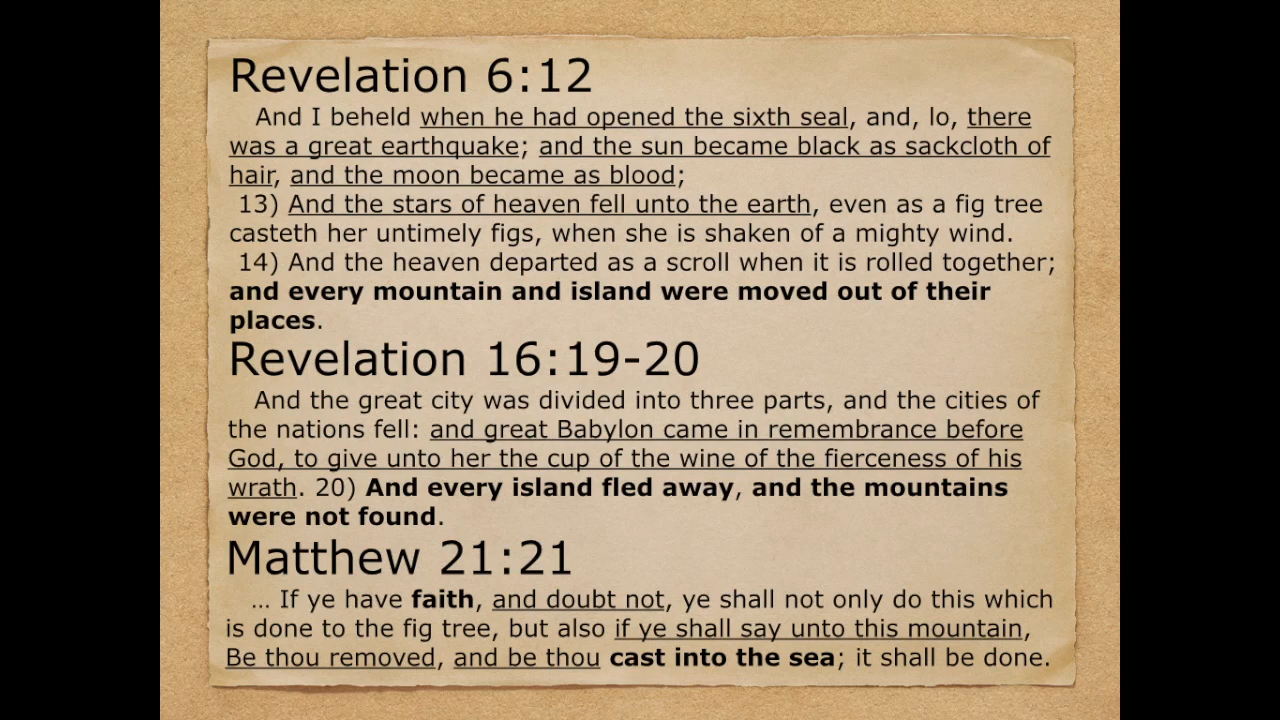 Revelation 6:12
And I beheld when he had opened the sixth seal, and, lo, there
was a great earthquake; and the sun became black as sackcloth of
hair, and the moon became as blood;
13) And the stars of heaven fell unto the earth, even as a fig tree
casteth her untimely figs, when she is shaken of a mighty wind.
14) And the heaven departed as a scroll when it is rolled together;
and every mountain and island were moved out of their
places.
Revelation 16:19-20
And the great city was divided into three parts, and the cities of
the nations fell: and great Babylon came in remembrance before
God, to give unto her the cup of the wine of the fierceness of his
wrath. 20) And every island fled away, and the mountains
were not found.
Matthew 21:21
... If ye have faith, and doubt not, ye shall not only do this which
is done to the fig tree, but also if ye shall say unto this mountain,
Be thou removed, and be thou cast into the sea; it shall be done.